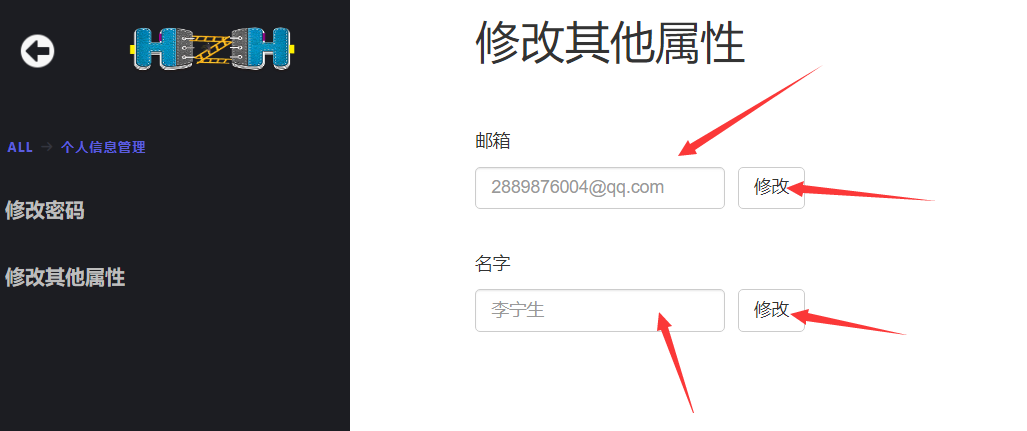 HZH
ALL → 个人信息管理
修改密码
修改其他属性
修改其他属性
邮箱
2889876004@qq.com 修改
名字
李宁生 修改